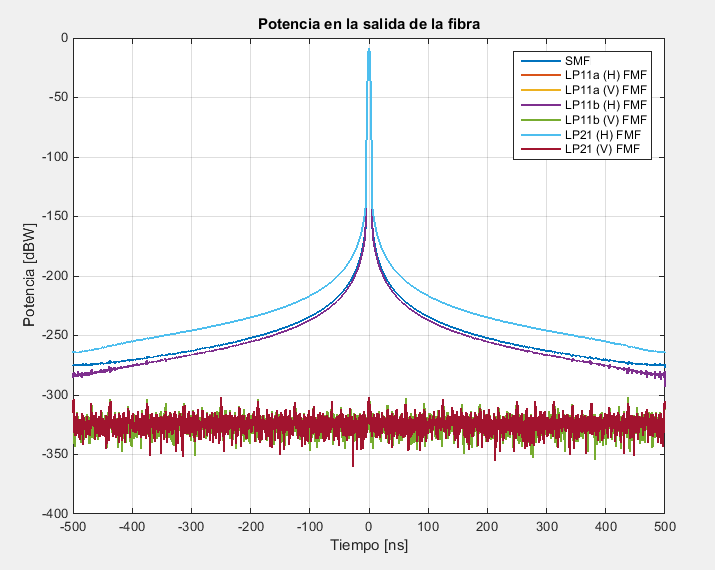 Potencia en la salida de la fibra
SMF
LP11a (H) FMF
LP11a (V) FMF
LP11b (H) FMF
LP11b (V) FMF
LP21 (H) FMF
LP21 (V) FMF
Potencia [dBW]
0
-50
-100
-150
-200
-250
-300
-350
-400
-500 -400 -300 -200 -100 0 100 200 300 400 500
Tiempo [ns]